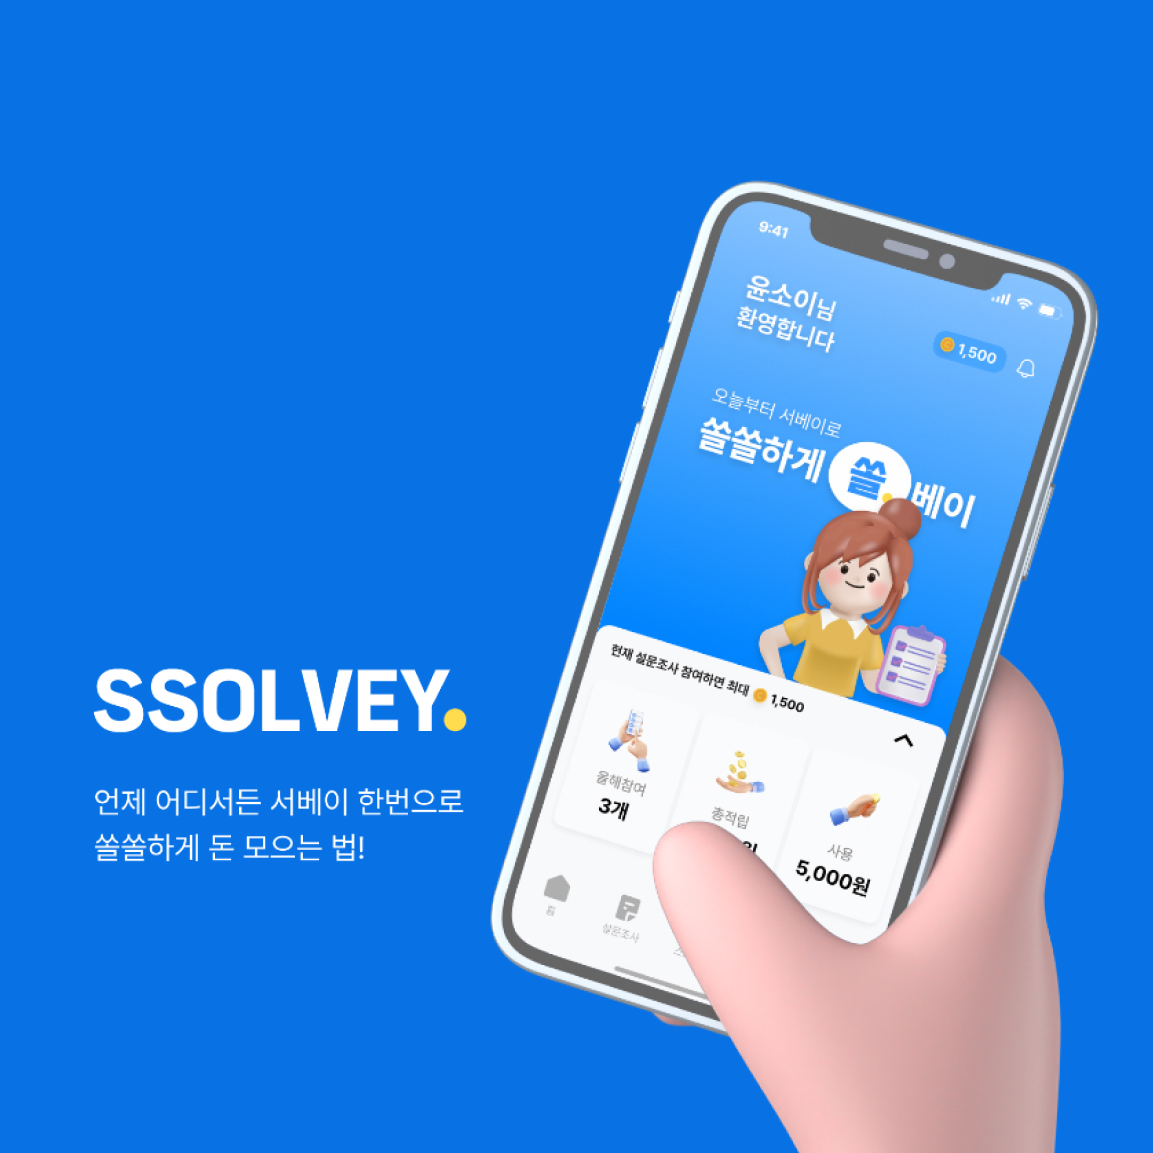 9:41
윤소이님
환영합니다
1,500
오늘부터 서베이로
쏠쏠하게 쏠.베이
현재 설문조사 참여하면 최대 1,500
올해참여
3개
총적립
원
사용
5,000원
홈
설문조사
SSOLVEY.
언제 어디서든 서베이 한번으로
쏠쏠하게 돈 모으는 법!